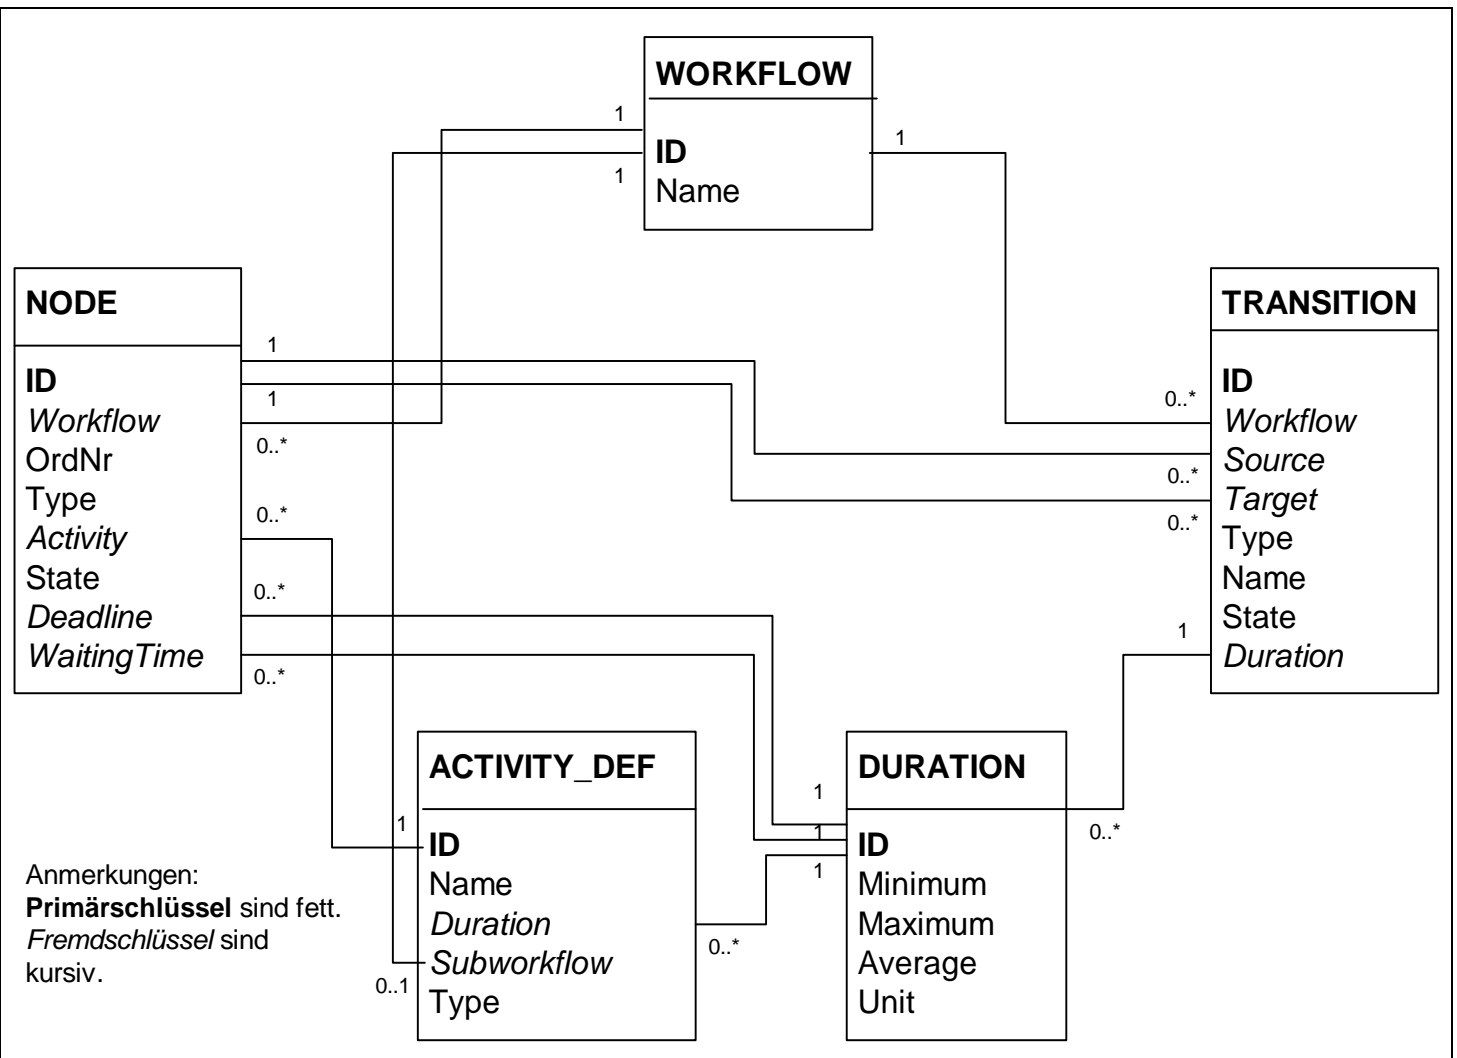 WORKFLOW
1
ID
1
1
Name
NODE
ID
Workflow
OrdNr
Type
Activity
State
Deadline
WaitingTime
1
1
0..*
0..*
0..*
0..*
TRANSITION
ID
Workflow
Source
Target
Type
Name
State
Duration
0..*
0..*
0..*
1
ACTIVITY_DEF
ID
Name
Duration
Subworkflow
Type
1
0..1
0..*
DURATION
ID
Minimum
Maximum
Average
Unit
1
1
1
0..*
Anmerkungen:
Primärschlüssel sind fett.
Fremdschlüssel sind
kursiv.